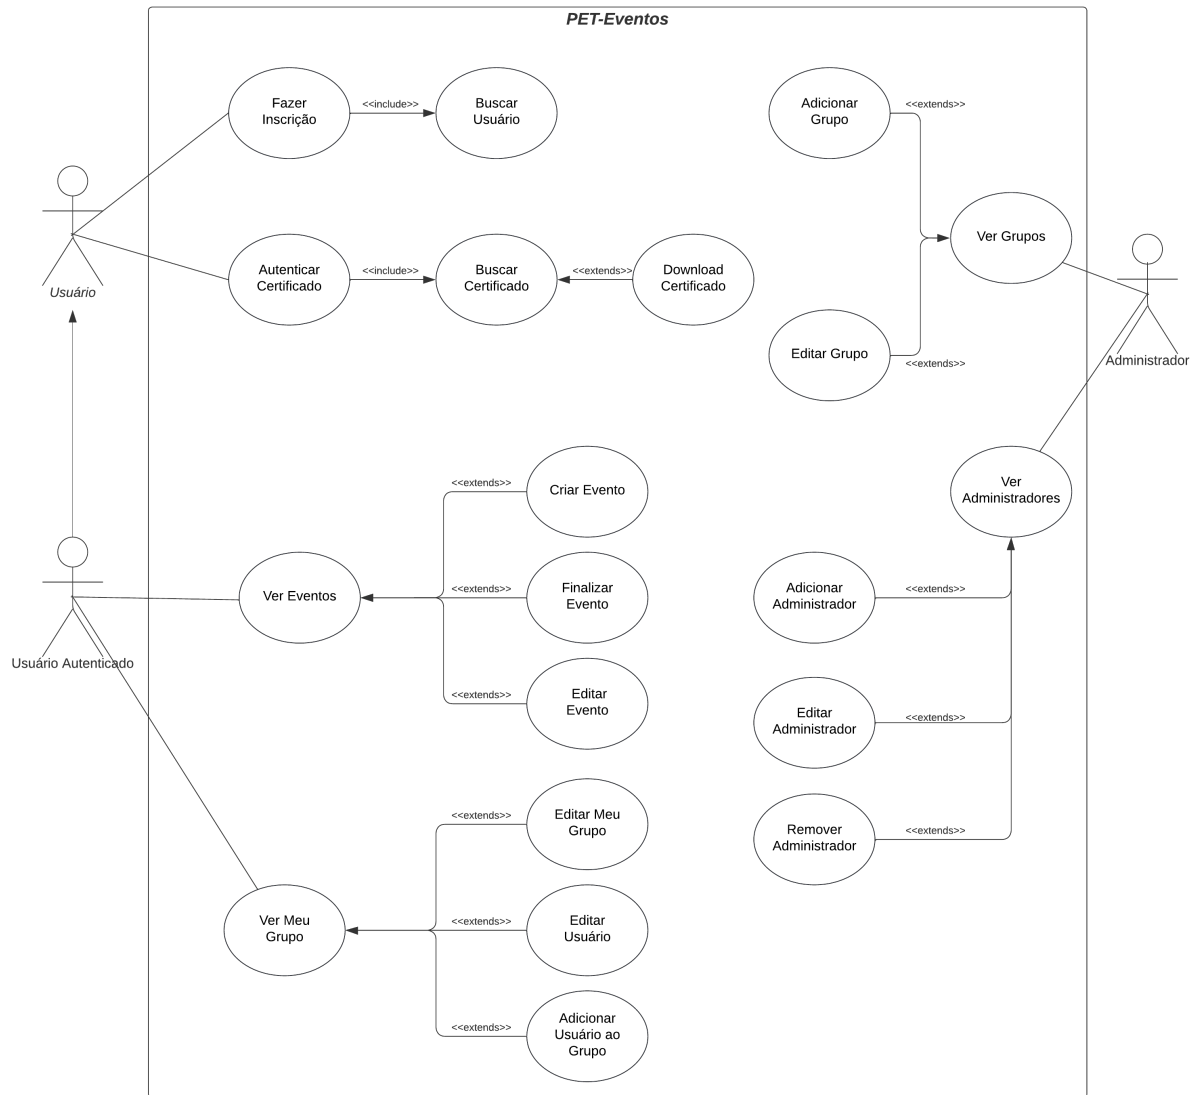 PET-Eventos
Fazer
Inscrição
<<include>>
Buscar
Usuário
Adicionar
Grupo
<<extends>>
Usuário
Autenticar
Certificado
<<include>>
Buscar
Certificado
<<extends>>
Download
Certificado
Ver Grupos
Editar Grupo
<<extends>>
Administrador
<<extends>>
Criar Evento
Ver
Administradores
Ver Eventos
<<extends>>
Finalizar
Evento
Adicionar
Administrador
<<extends>>
Usuário Autenticado
<<extends>>
Editar
Evento
Editar
Administrador
<<extends>>
<<extends>>
Editar Meu
Grupo
Remover
Administrador
<<extends>>
Ver Meu
Grupo
<<extends>>
Editar
Usuário
<<extends>>
Adicionar
Usuário ao
Grupo